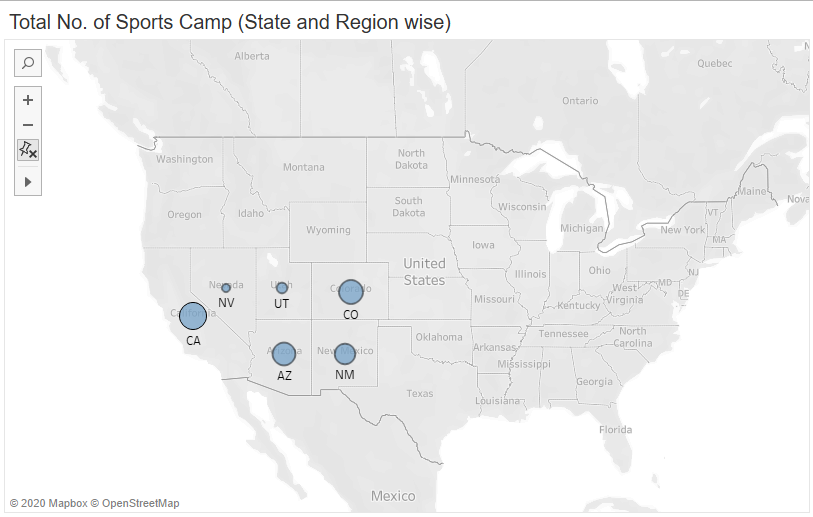 Total No. of Sports Camp (State and Region wise)
Alberta
Quebec
Ontario
Washington
Montana
North
Dakota
Minnesota
Maine
Nova
Oregon
Idaho
South
Dakota
Wisconsin
Michigan
VT
New York
MA
Wyoming
Iowa
United
States
Illinois
Ohio
NJ
Nevada
Utah
Colorado
NV
UT
CO
Missouri
West
Virginia
MD
DE
Kentucky
California
CA
Arizona
New Mexico
AZ
NM
Oklahoma
Arkansas
Tennessee
North
Carolina
Mississippi
Georgia
Texas
Louisiana
Florida
Mexico
© 2020 Mapbox © OpenStreetMap